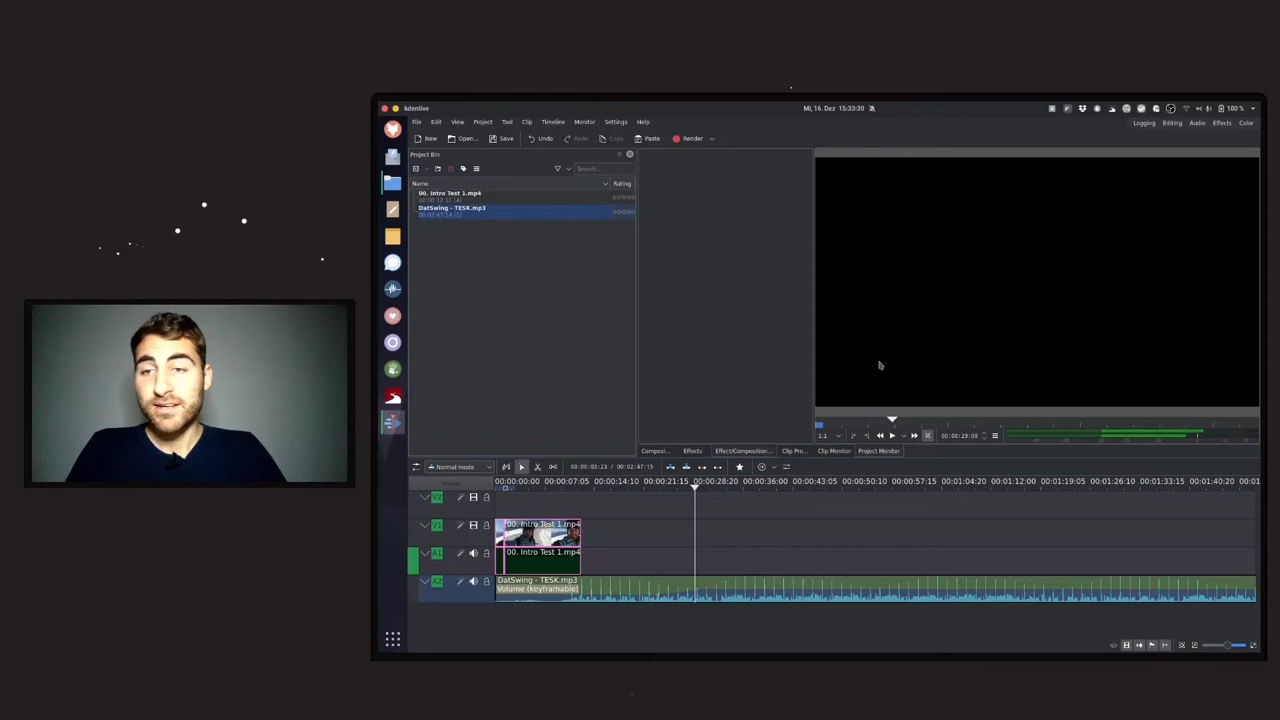 kdenlive
Mi, 16. Dez 15:33:39
100 %
File Edit View Project Tool Clip Timeline Monitor Settings Help
Logging Editing Audio Effects Color
New Open... Save Undo Redo Copy Paste Render
Project Bin
Search...
Name Rating
00. Intro Test 1.mp4
00:00:12:11 (4)
DatSwing - TESK.mp3
00:02:47:14 (1)
1:1
00:00:29:00
Composi... Effects Effect/Composition... Clip Pro... Clip Monitor Project Monitor
Normal mode
00:00:03:23 / 00:02:47:15
00:00:00:00 00:00:07:05 00:00:14:10 00:00:21:15 00:00:28:20 00:00:36:00 00:00:43:05 00:00:50:10 00:00:57:15 00:01:04:20 00:01:12:00 00:01:19:05 00:01:26:10 00:01:33:15 00:01:40:20 00:01
V2
V1
00. Intro Test 1.mp4
A1
00. Intro Test 1.mp4
A2
DatSwing - TESK.mp3
Volume (keyframable)